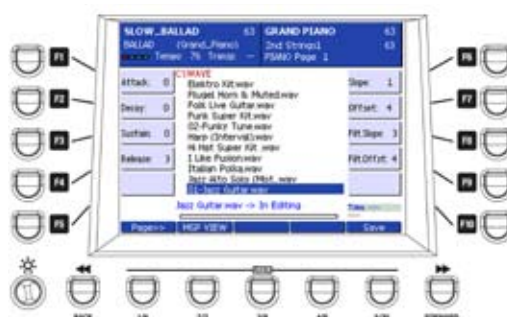 SLOW_BALLAD 63 GRAND PIANO 63
BALLAD (Grand_Piano) 2nd Strings1 63
Tempo 76 Transp -- PIANO Page 1
C:\WAVE
Elektro Kit.wav
Flugel Horn & Muted.wav
Folk Live Guitar.wav
Funk Super Kit.wav
G2-Funky Tune.wav
Harp (Interval).wav
Hi Hat Super Kit .wav
I Like Fusion.wav
Italian Polka.wav
Jazz Alto Solo (Mot..wav
01-Jazz Guitar.wav
Attack: 0
Decay: 0
Sustain: 0
Release: 3
Slope: 1
Offset: 4
Filt.Slope 3
Filt.Offst: 4
Jazz Guitar.wav -> In Editing
Page>> MSP VIEW Save
F1
F2
F3
F4
F5
F6
F7
F8
F9
F10